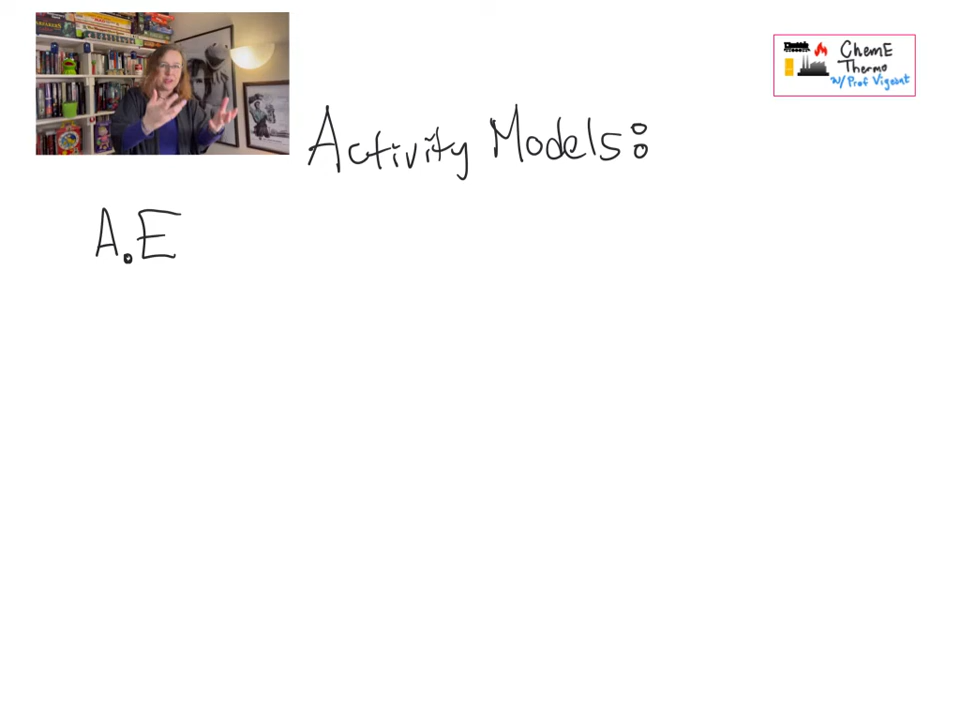 Activity Models:
A.E
ChemE
Thermo
w/Prof Vigeant